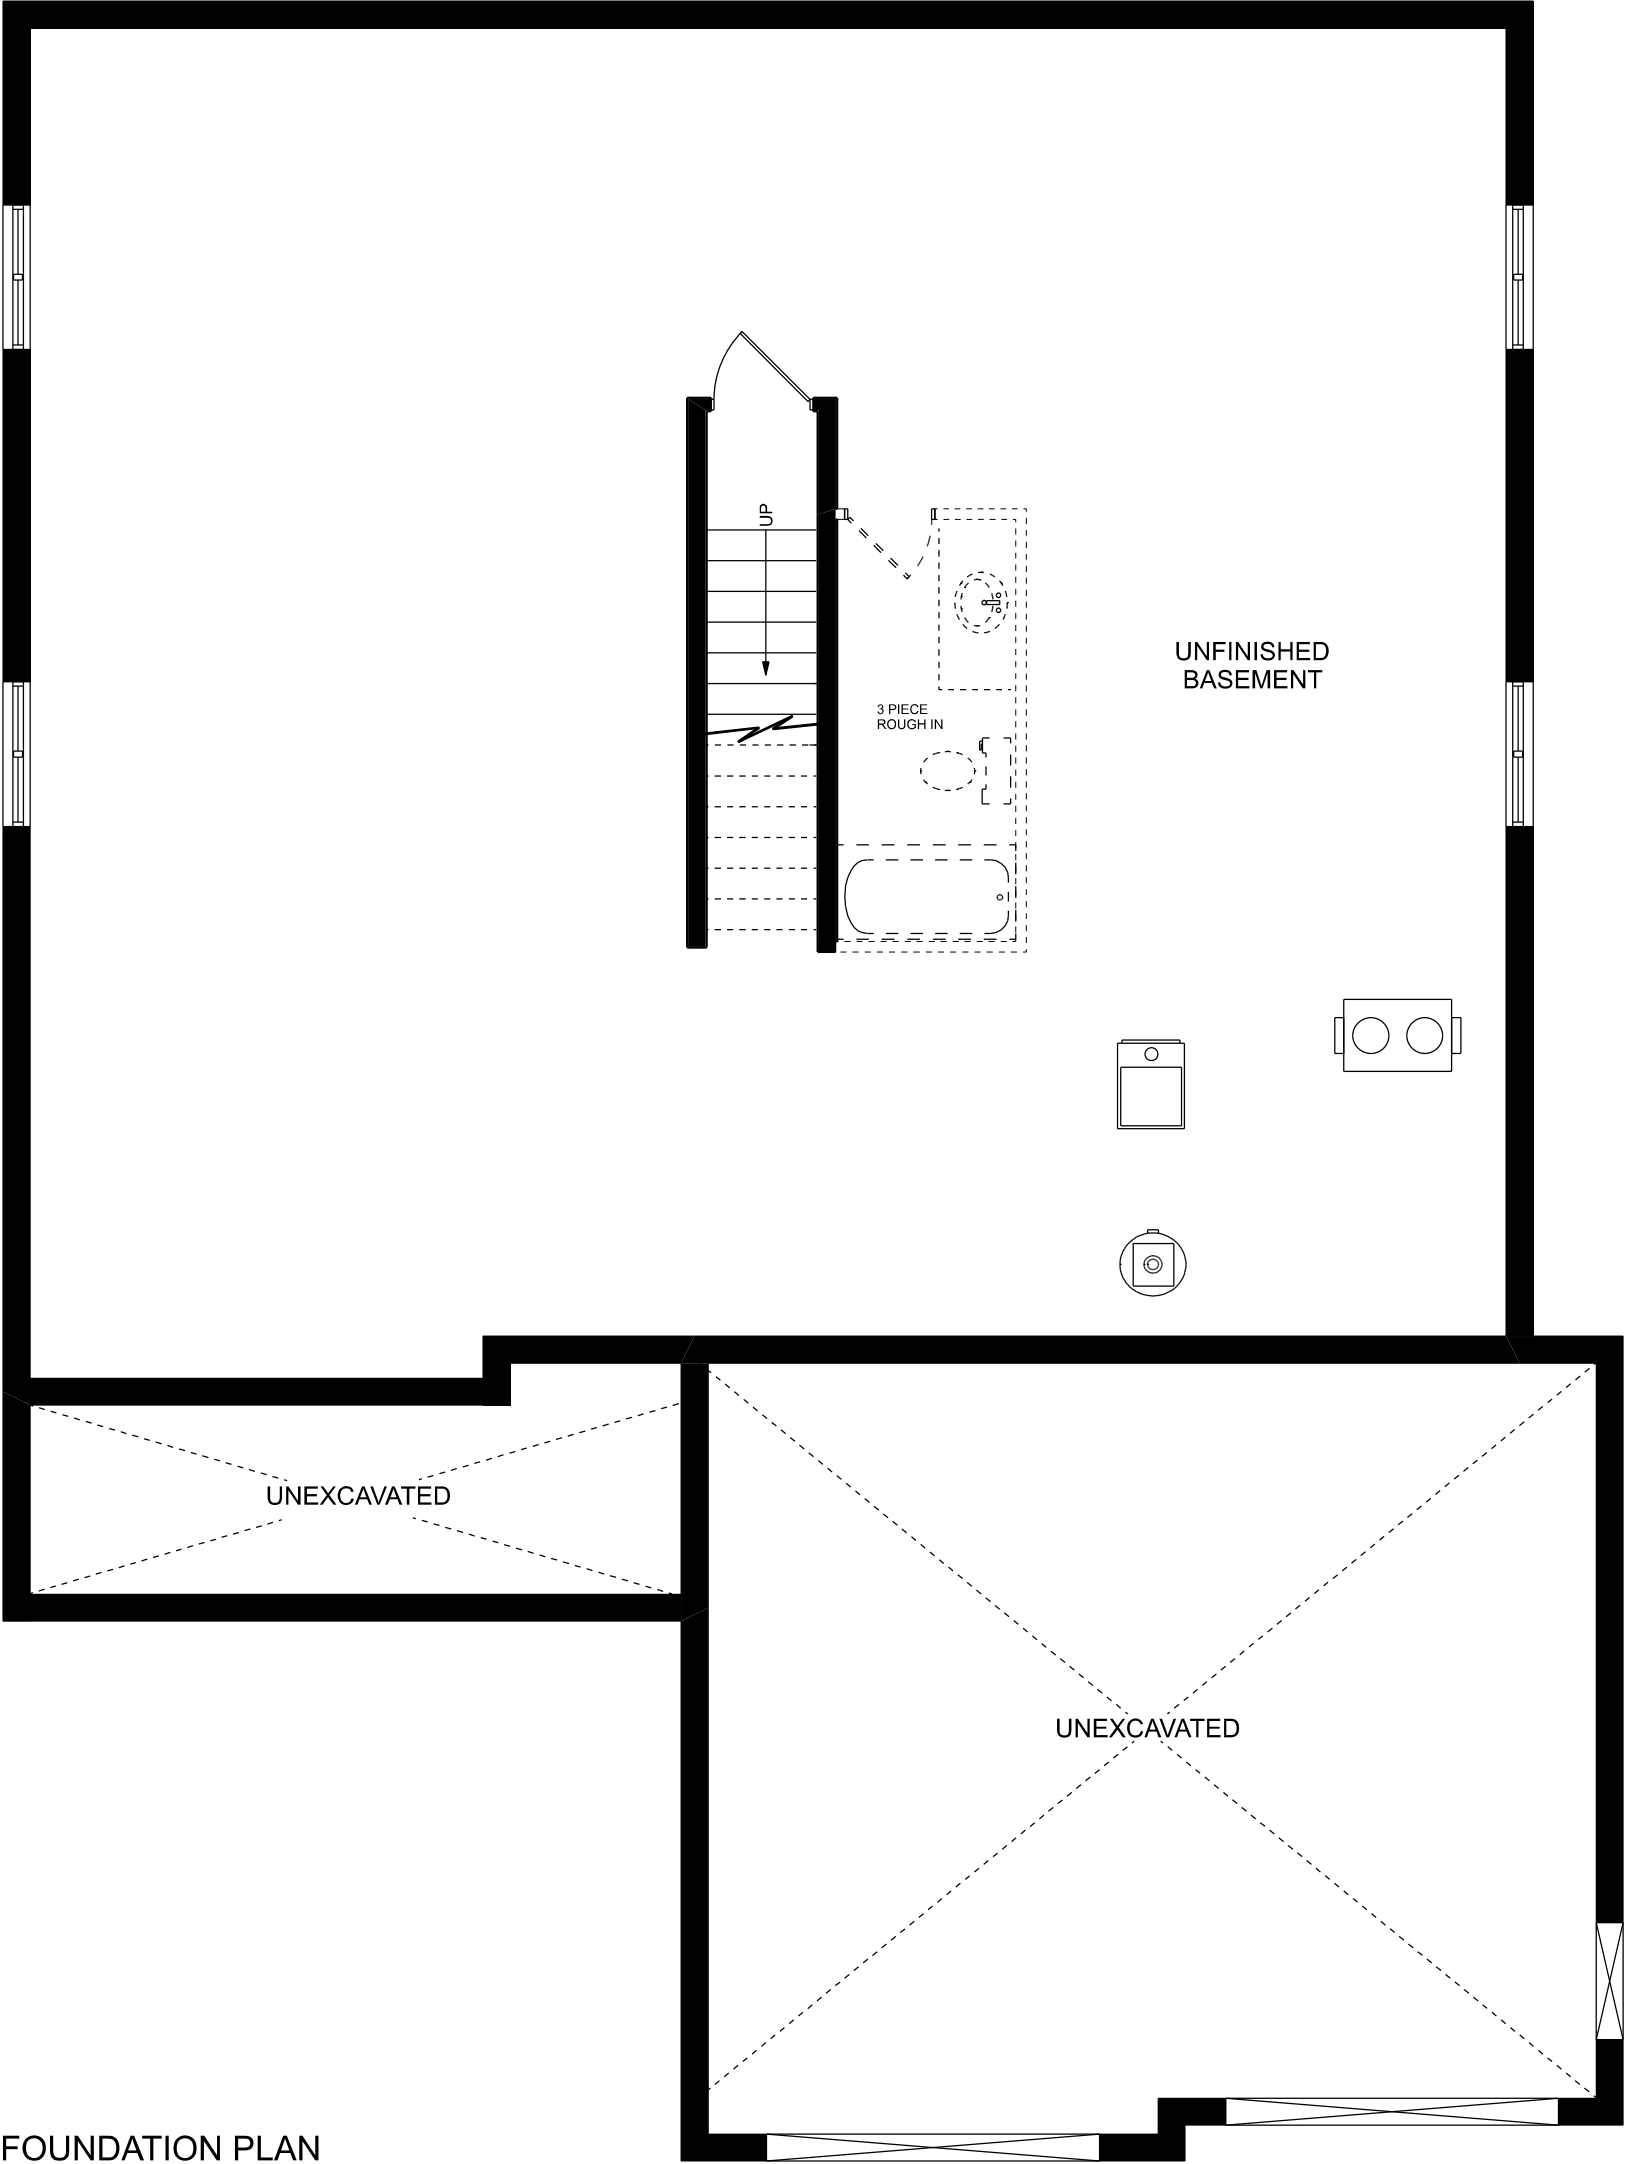 UP
UNFINISHED
BASEMENT
3 PIECE
ROUGH IN
UNEXCAVATED
UNEXCAVATED
FOUNDATION PLAN